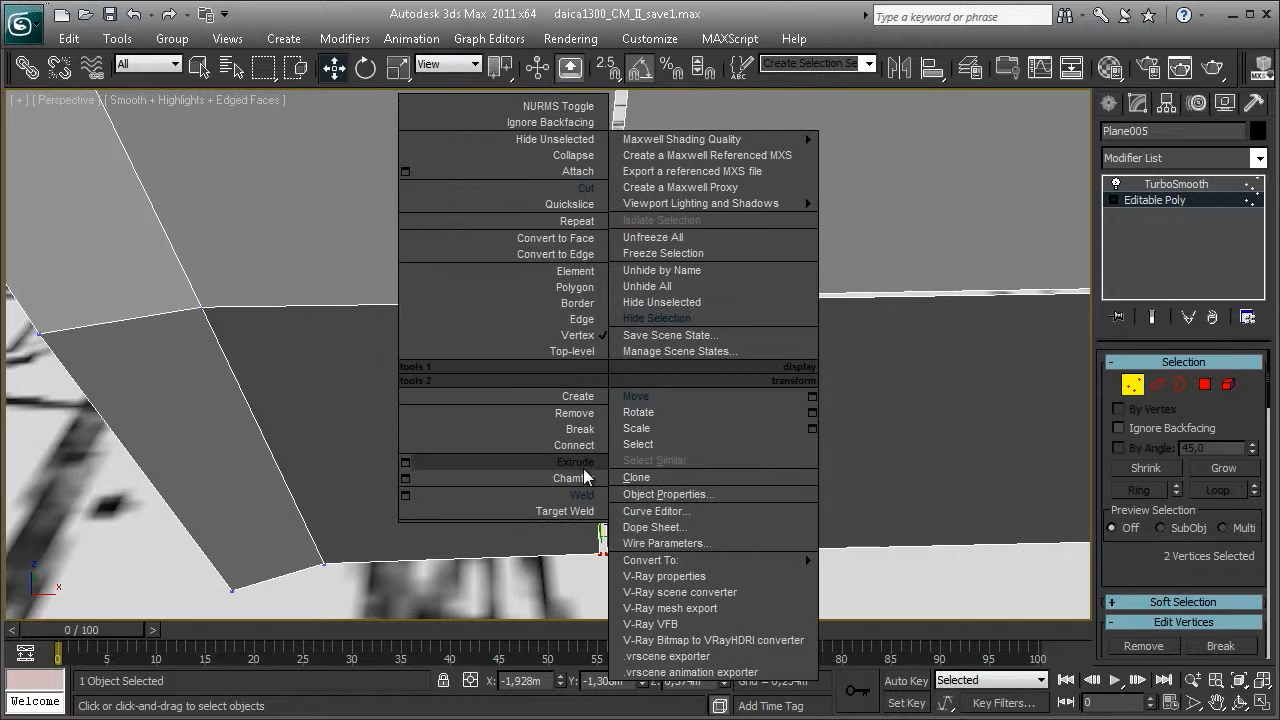 Autodesk 3ds Max 2011 x64 daica1300_CM_II_save1.max
Type a keyword or phrase
Edit Tools Group Views Create Modifiers Animation Graph Editors Rendering Customize MAXScript Help
All
View
2.5
Create Selection Se
MXS
[ + ] [ Perspective ] [ Smooth + Highlights + Edged Faces ]
NURMS Toggle
Ignore Backfacing
Hide Unselected
Collapse
Attach
Cut
Quickslice
Repeat
Convert to Face
Convert to Edge
Element
Polygon
Border
Edge
Vertex
Top-level
tools 1
tools 2
Create
Remove
Break
Connect
Extrude
Weld
Target Weld
Maxwell Shading Quality
Create a Maxwell Referenced MXS
Export a referenced MXS file
Create a Maxwell Proxy
Viewport Lighting and Shadows
Isolate Selection
Unfreeze All
Freeze Selection
Unhide by Name
Unhide All
Hide Unselected
Hide Selection
Save Scene State...
Manage Scene States...
display
transform
Move
Rotate
Scale
Select
Select Similar
Clone
Object Properties...
Curve Editor...
Dope Sheet...
Wire Parameters...
Convert To:
V-Ray properties
V-Ray scene converter
V-Ray mesh export
V-Ray VFB
V-Ray Bitmap to VRayHDRI converter
.vrscene exporter
.vrscene animation exporter
Plane005
Modifier List
TurboSmooth
Editable Poly
- Selection
By Vertex
Ignore Backfacing
By Angle: 45,0
Shrink Grow
Ring Loop
Preview Selection
Off SubObj Multi
2 Vertices Selected
+ Soft Selection
- Edit Vertices
Remove Break
z
x
< 0 / 100 >
0 5 10 15 20 25 30 35 40 45 50 55 80 85 90 95 100
1 Object Selected
X: -1,928m Y: -1,308m
Auto Key Selected
Set Key Key Filters...
0
Welcome
Click or click-and-drag to select objects
Add Time Tag